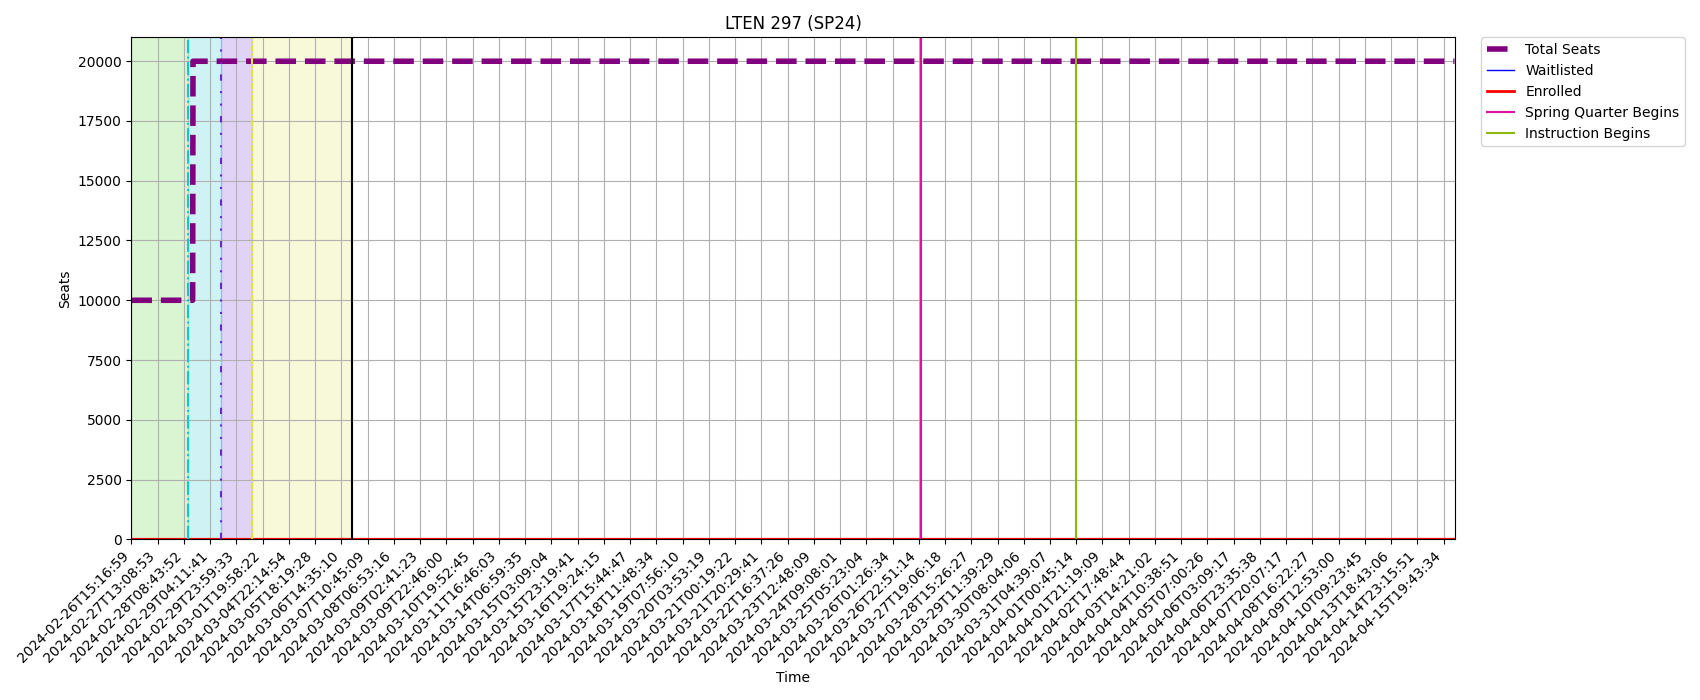 LTEN 297 (SP24)
Seats
20000
17500
15000
12500
10000
7500
5000
2500
0
Total Seats
Waitlisted
Enrolled
Spring Quarter Begins
Instruction Begins
2024-02-26T15:16:59
2024-02-27T13:08:53
2024-02-28T08:43:52
2024-02-29T04:11:41
2024-02-29T23:59:33
2024-03-01T19:58:22
2024-03-04T22:14:54
2024-03-05T18:19:28
2024-03-06T14:35:10
2024-03-07T10:45:09
2024-03-08T06:53:16
2024-03-09T02:41:23
2024-03-09T22:46:00
2024-03-10T19:52:45
2024-03-11T16:46:03
2024-03-14T06:59:35
2024-03-15T03:09:04
2024-03-15T23:19:41
2024-03-16T19:24:15
2024-03-17T15:44:47
2024-03-18T11:48:34
2024-03-19T07:56:10
2024-03-20T03:53:19
2024-03-21T00:19:22
2024-03-21T20:29:41
2024-03-22T16:37:26
2024-03-23T12:48:09
2024-03-24T09:08:01
2024-03-25T05:23:04
2024-03-26T01:26:34
2024-03-26T22:51:14
2024-03-27T19:06:18
2024-03-28T15:26:27
2024-03-29T11:39:29
2024-03-30T08:04:06
2024-03-31T04:39:07
2024-04-01T00:45:14
2024-04-01T21:19:09
2024-04-02T17:48:44
2024-04-03T14:21:02
2024-04-04T10:38:51
2024-04-05T07:00:26
2024-04-06T03:09:17
2024-04-06T23:35:38
2024-04-07T20:07:17
2024-04-08T16:22:27
2024-04-09T12:53:00
2024-04-10T09:23:45
2024-04-13T18:43:06
2024-04-14T23:15:51
2024-04-15T19:43:34
Time